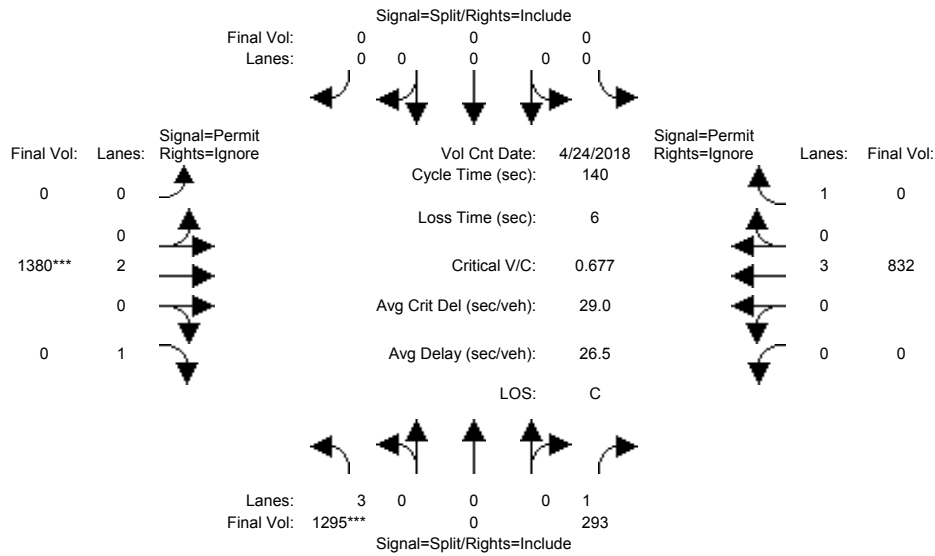 Signal=Split/Rights=Include
Final Vol: 0 0 0
Lanes: 0 0 0 0 0
Signal=Permit Signal=Permit
Final Vol: Lanes: Rights=Ignore Vol Cnt Date: 4/24/2018 Rights=Ignore Lanes: Final Vol:
Cycle Time (sec): 140
0 0 1 0
Loss Time (sec): 6
0 0
1380*** 2 Critical V/C: 0.677 3 832
0 Avg Crit Del (sec/veh): 29.0 0
0 1 Avg Delay (sec/veh): 26.5 0 0
LOS: C
Lanes: 3 0 0 0 1
Final Vol: 1295*** 0 293
Signal=Split/Rights=Include